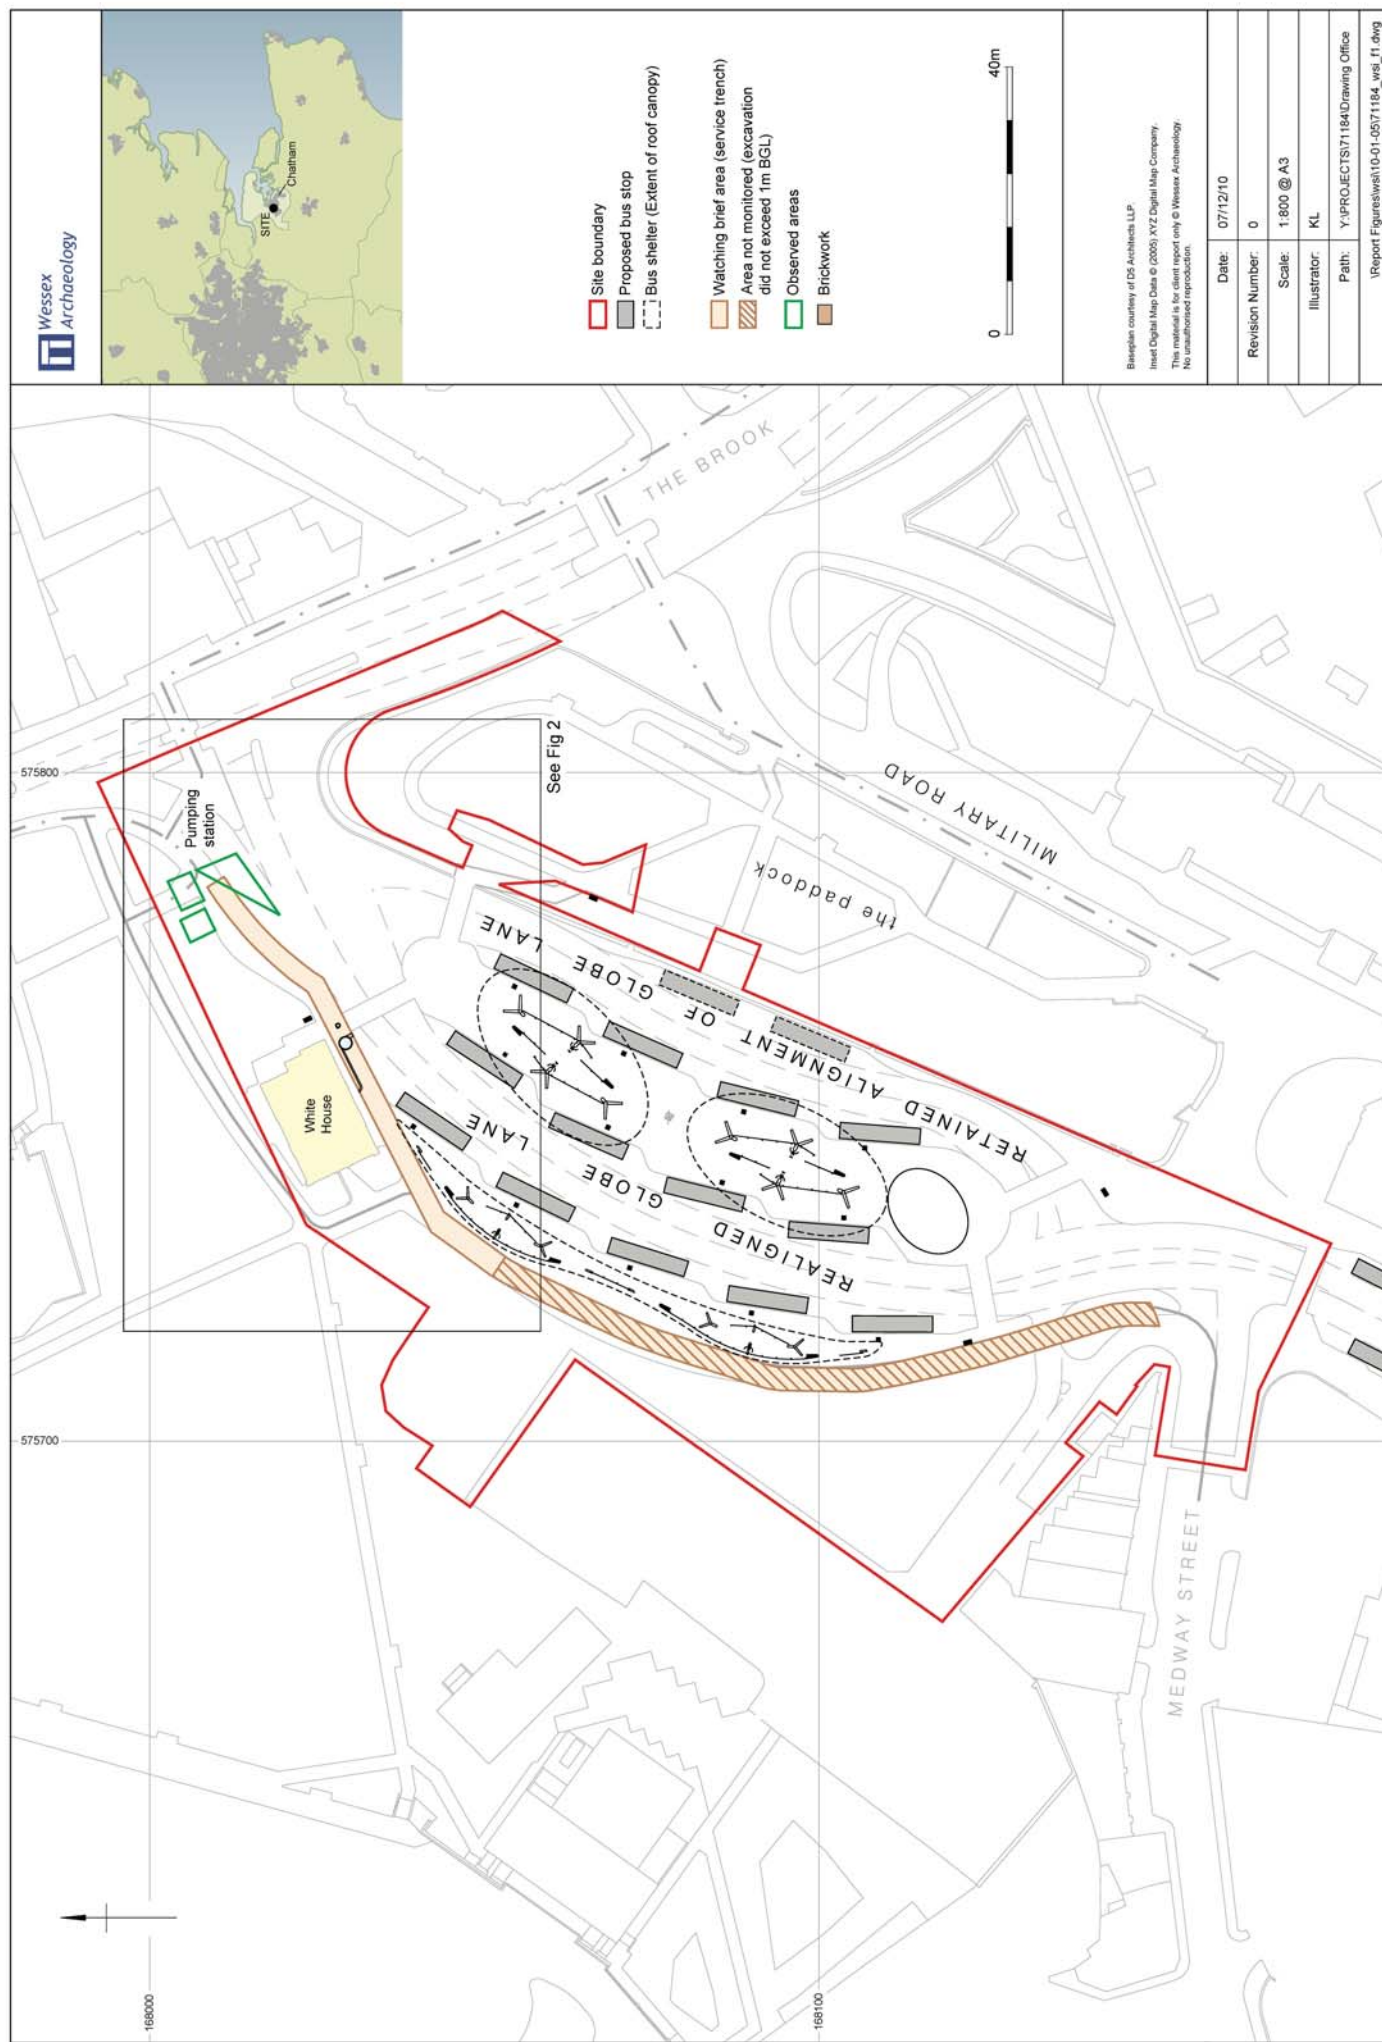 Wessex
Archaeology
SITE
Chatham
Site boundary
Proposed bus stop
Bus shelter (Extent of roof canopy)
Watching brief area (service trench)
Area not monitored (excavation
did not exceed 1m BGL)
Observed areas
Brickwork
0
40m
Baseplan courtesy of D5 Architects LLP.
Inset Digital Map Data © (2005) XYZ Digital Map Company.
This material is for client report only © Wessex Archaeology.
No unauthorised reproduction.
Date: 07/12/10
Revision Number: 0
Scale: 1:800 @ A3
Illustrator: KL
Path: Y:\PROJECTS\71184\Drawing Office
\Report Figures\wsi\10-01-05\71184_wsi_f1.dwg
THE BROOK
See Fig 2
575800
Pumping
station
MILITARY ROAD
the paddock
White
House
RETAINED ALIGNMENT OF GLOBE LANE
REALIGNED GLOBE LANE
575700
MEDWAY STREET
168000
168100